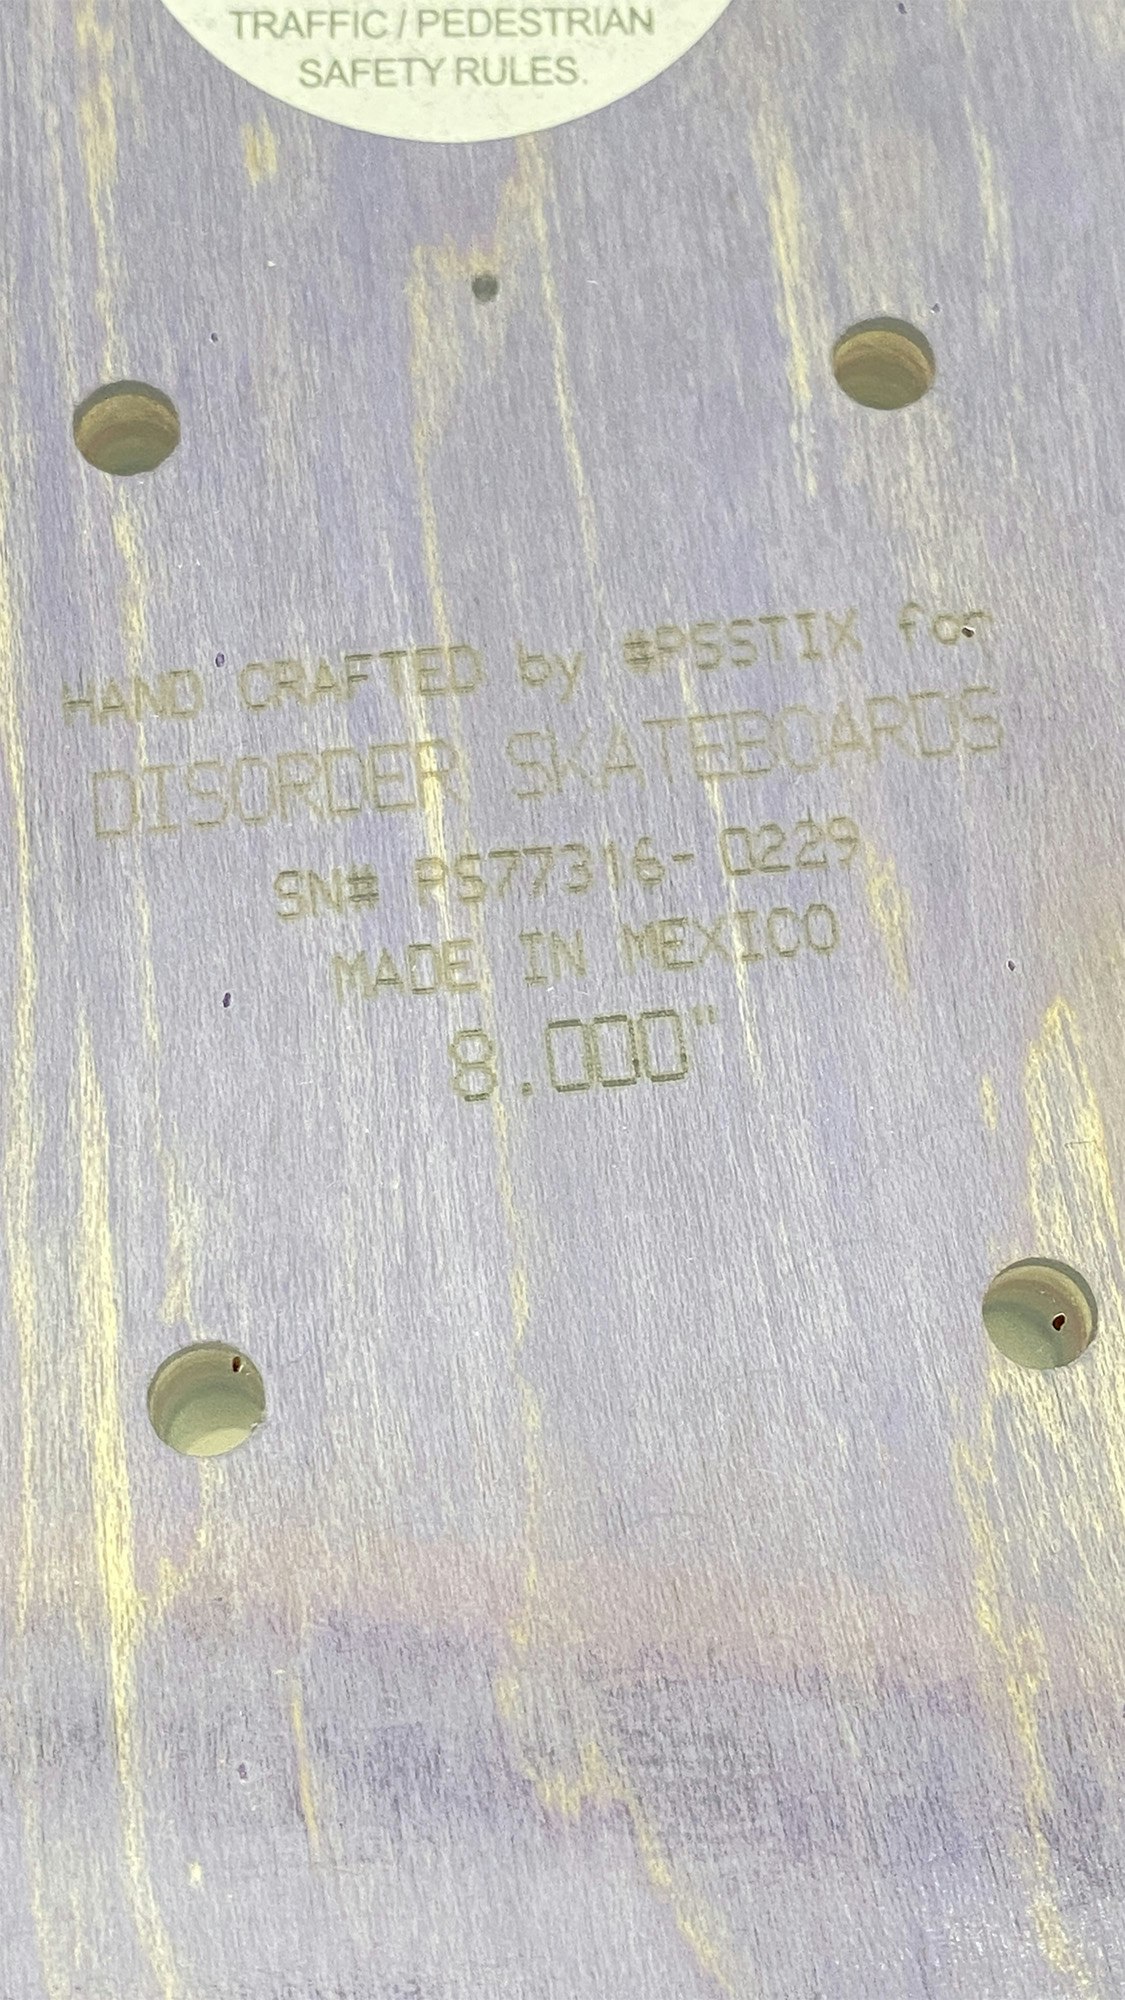 TRAFFIC / PEDESTRIAN
SAFETY RULES.
HAND CRAFTED by #PSSTIX for
DISORDER SKATEBOARDS
SN# PS77316-0229
MADE IN MEXICO
8.000"